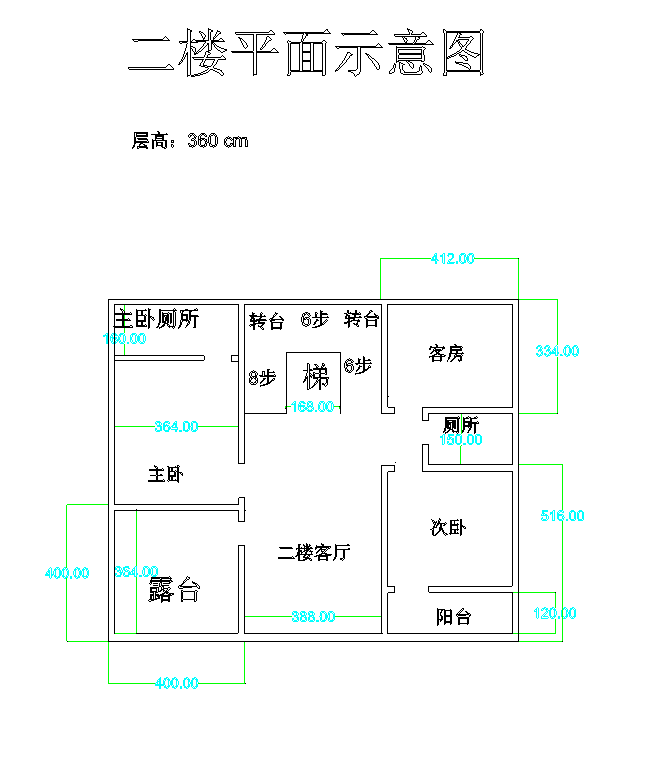 二楼平面示意图
层高：360 cm
412.00
主卧厕所
转台
6步
转台
160.00
客房
334.00
8步
梯
6步
168.00
364.00
厕所
150.00
主卧
516.00
次卧
二楼客厅
400.00
364.00
露台
388.00
阳台
120.00
400.00